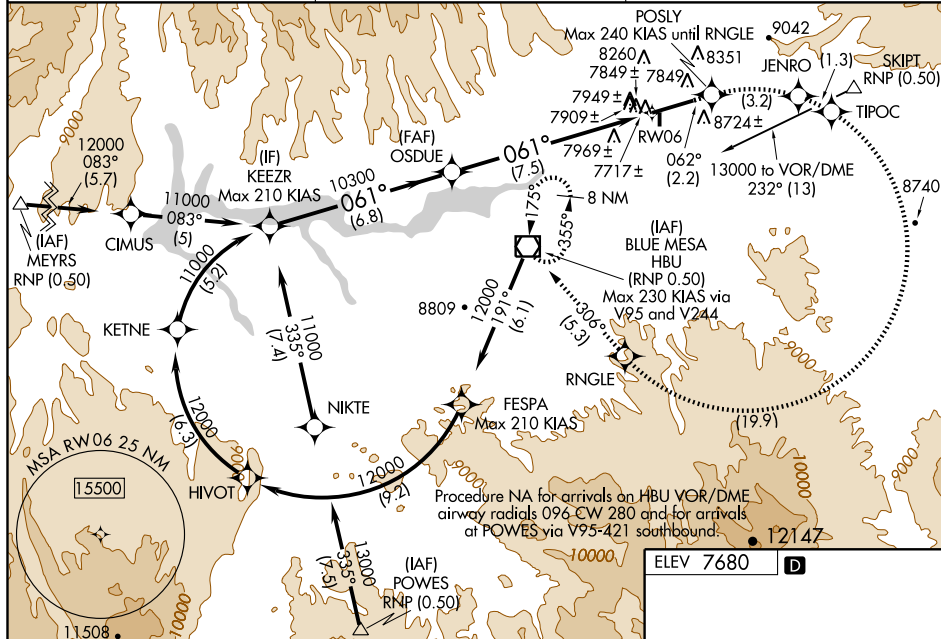 POSLY
Max 240 KIAS until RNGLE
9042
8260
8351
7849±
7849
JENRO
(1.3)
SKIPT
RNP (0.50)
7949±
7909±
(3.2)
TIPOC
RW06
8724±
7969±
7717±
062°
(2.2)
13000 to VOR/DME
232° (13)
8740
9000
12000
083°
(5.7)
(IAF)
MEYRS
RNP (0.50)
CIMUS
11000
083°
(5)
(IF)
KEEZR
Max 210 KIAS
10300
061°
(6.8)
(FAF)
OSDUE
061°
(7.5)
175°
355°
8 NM
(IAF)
BLUE MESA
HBU
(RNP 0.50)
Max 230 KIAS via
V95 and V244
11000
(5.2)
KETNE
11000
335°
(7.4)
8809
12000
191°
(6.1)
306°
(5.3)
RNGLE
9000
NIKTE
FESPA
Max 210 KIAS
(19.9)
12000
(6.3)
9000
HIVOT
12000
(9.2)
9000
10000
MSA RW06 25 NM
15500
Procedure NA for arrivals on HBU VOR/DME
airway radials 096 CW 280 and for arrivals
at POWES via V95-421 southbound.
12147
10000
10000
13000
335°
(7.5)
(IAF)
POWES
RNP (0.50)
10000
11508
ELEV 7680
D